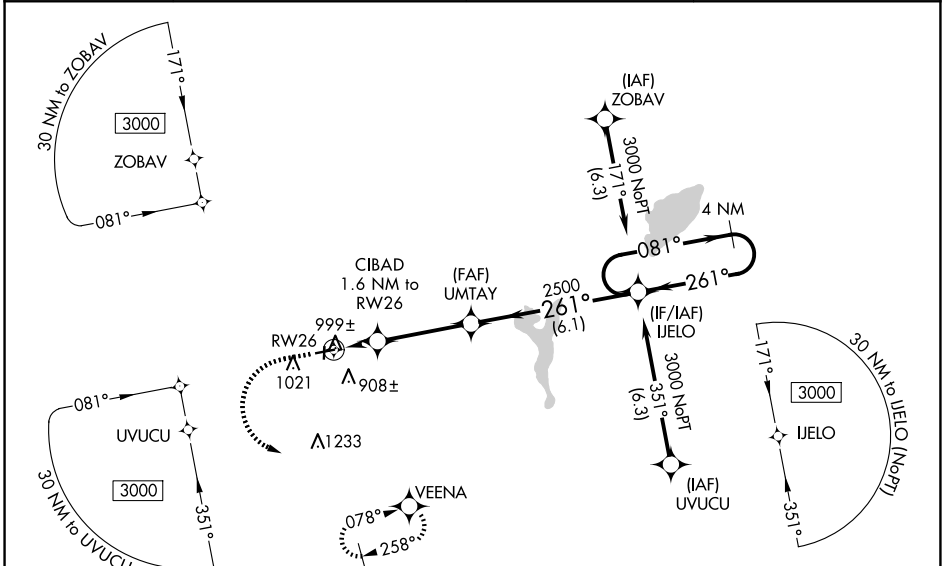 30 NM to ZOBAV
171°
3000
ZOBAV
081°
(IAF)
ZOBAV
3000 NoPT
171°
(6.3)
4 NM
081°
261°
(IF/IAF)
IJELO
2500
261°
(6.1)
(FAF)
UMTAY
CIBAD
1.6 NM to
RW26
RW26
999±
1021
908±
1233
3000 NoPT
351°
(6.3)
(IAF)
UVUCU
171°
30 NM to IJELO (NoPT)
3000
IJELO
351°
081°
UVUCU
3000
30 NM to UVUCU
351°
VEENA
078°
258°